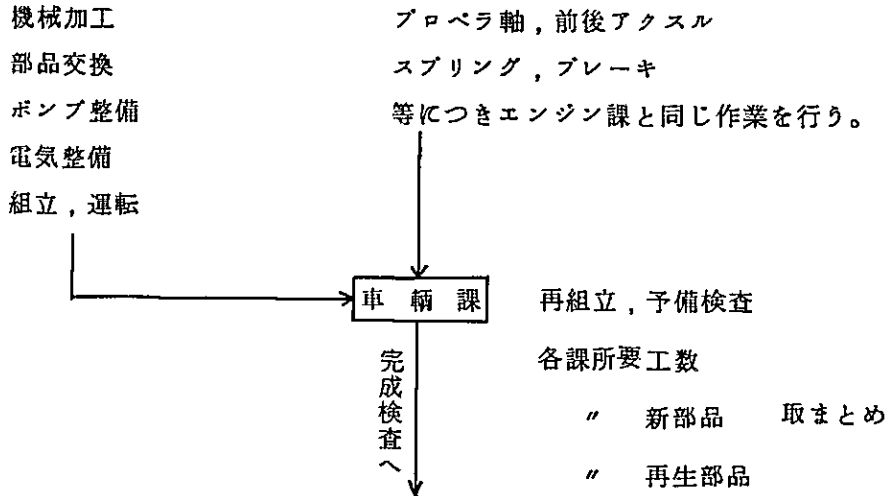 機械加工
部品交換
ポンプ整備
電気整備
組立，運転
プロペラ軸，前後アクスル
スプリング，ブレーキ
等につきエンジン課と同じ作業を行う。
車輌課
再組立，予備検査
各課所要工数
〃 新部品 取まとめ
〃 再生部品
完成検査へ